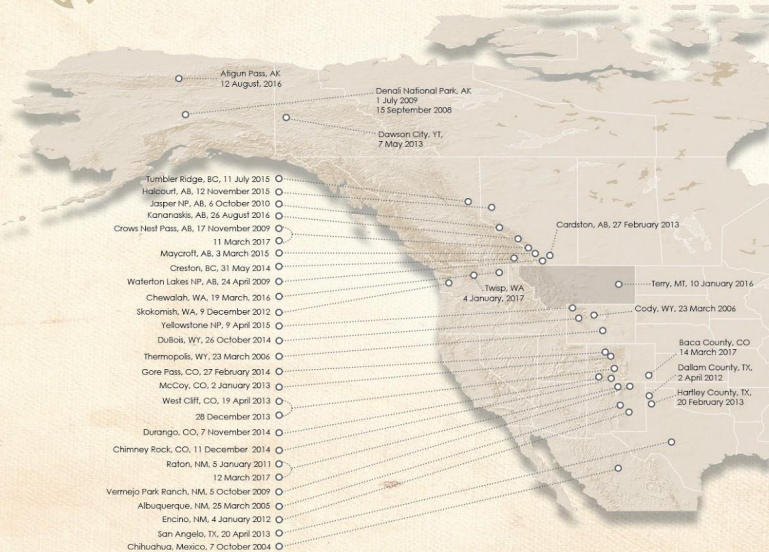 Atigun Pass, AK
12 August, 2016
Denali National Park, AK
1 July 2009
15 September 2008
Dawson City, YT,
7 May 2013
Tumbler Ridge, BC, 11 July 2015
Halcourt, AB, 12 November 2015
Jasper NP, AB, 6 October 2010
Kananaskis, AB, 26 August 2016
Crows Nest Pass, AB, 17 November 2009
11 March 2017
Maycroft, AB, 3 March 2015
Creston, BC, 31 May 2014
Waterton Lakes NP, AB, 24 April 2009
Chewalah, WA, 19 March, 2016
Skokomish, WA, 9 December 2012
Yellowstone NP, 9 April 2015
DuBois, WY, 26 October 2014
Thermopolis, WY, 23 March 2006
Gore Pass, CO, 27 February 2014
McCoy, CO, 2 January 2013
West Cliff, CO, 19 April 2013
28 December 2013
Durango, CO, 7 November 2014
Chimney Rock, CO, 11 December 2014
Raton, NM, 5 January 2011
12 March 2017
Vermejo Park Ranch, NM, 5 October 2009
Albuquerque, NM, 25 March 2005
Encino, NM, 4 January 2012
San Angelo, TX, 20 April 2013
Chihuahua, Mexico, 7 October 2004
Cardston, AB, 27 February 2013
Twisp, WA
4 January, 2017
Terry, MT, 10 January 2016
Cody, WY, 23 March 2006
Baca County, CO
14 March 2017
Dallam County, TX,
2 April 2012
Hartley County, TX,
20 February 2013